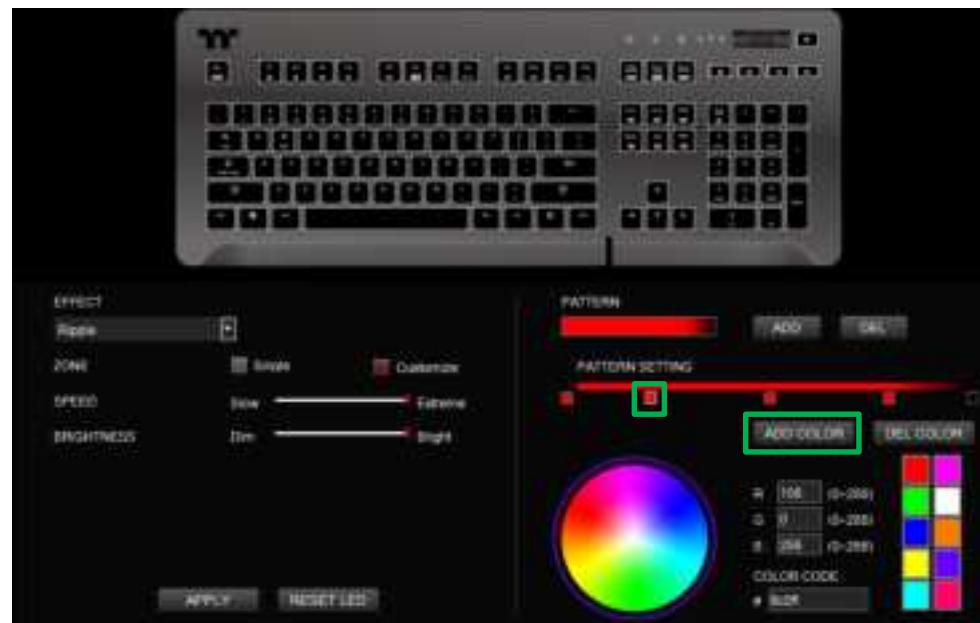 EFFECT
Ripple
ZONE
Single
Customize
SPEED
Slow
Extreme
BRIGHTNESS
Dim
Bright
APPLY
RESET LED
PATTERN
ADD
DEL
PATTERN SETTING
ADD COLOR
DEL COLOR
R
(0~255)
G
0
(0~255)
B
255
(0~255)
COLOR CODE
#